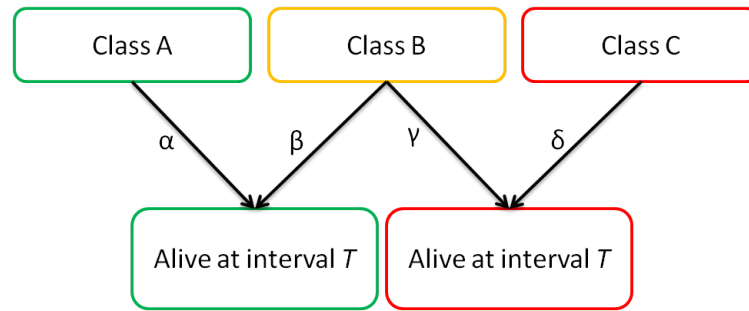 Class A
Class B
Class C
α
β
γ
δ
Alive at interval T
Alive at interval T